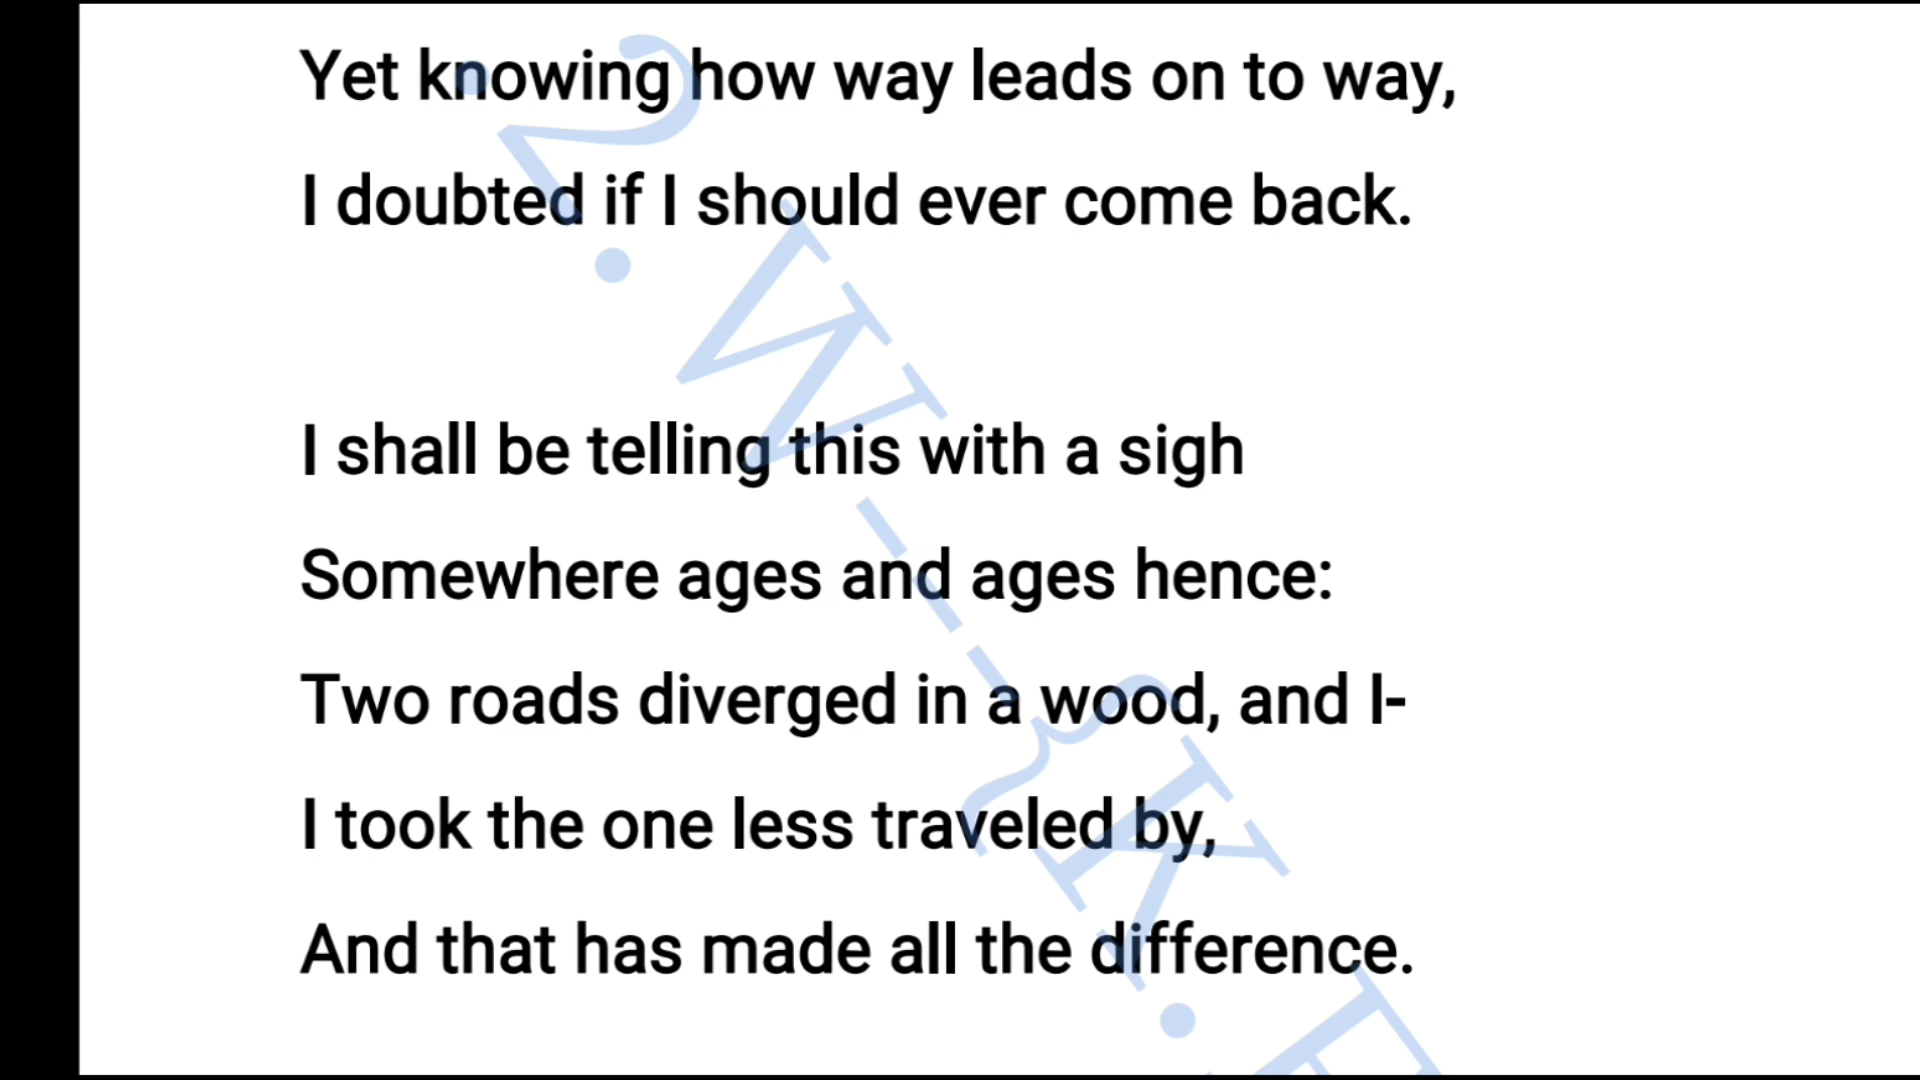 Yet knowing how way leads on to way,
I doubted if I should ever come back.
I shall be telling this with a sigh
Somewhere ages and ages hence:
Two roads diverged in a wood, and I-
I took the one less traveled by,
And that has made all the difference.